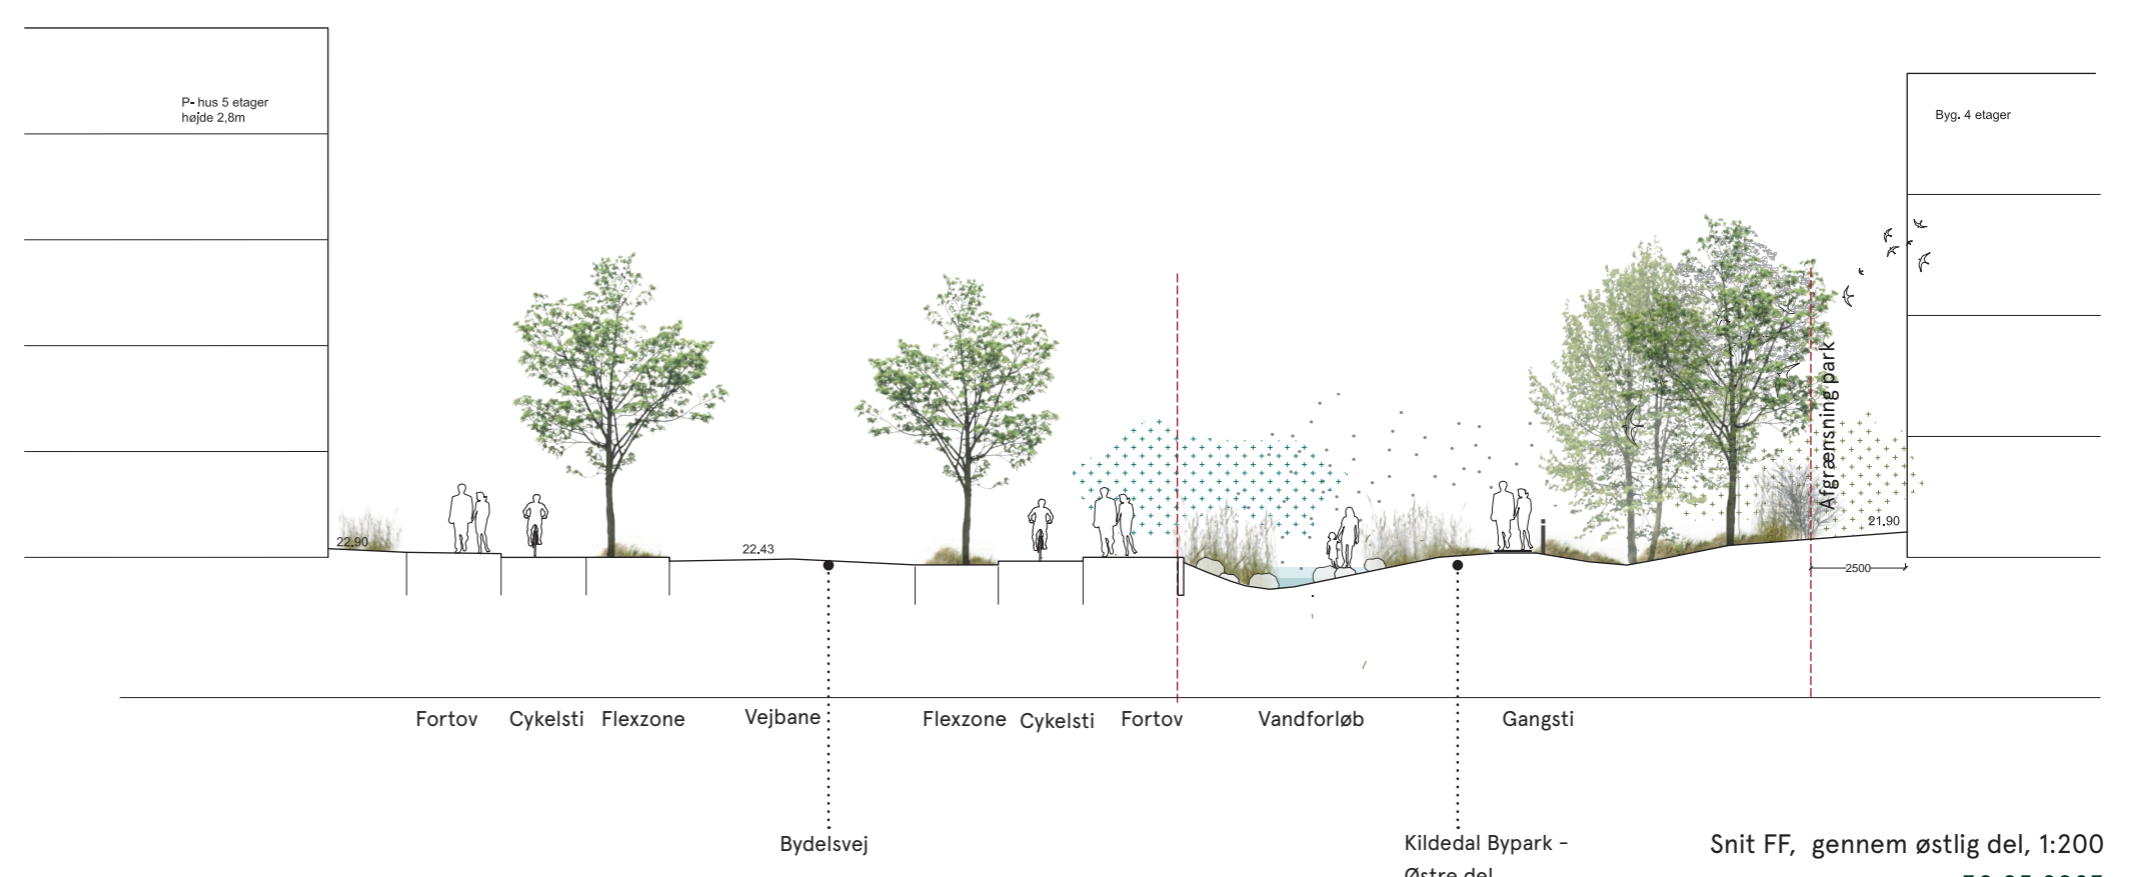 P- hus 5 etager
højde 2,8m
Byg. 4 etager
Afgrænsning park
22.90
22.43
21.90
2500
Fortov
Cykelsti
Flexzone
Vejbane
Flexzone
Cykelsti
Fortov
Vandforløb
Gangsti
Bydelsvej
Kildedal Bypark -
Østre del
Snit FF, gennem østlig del, 1:200